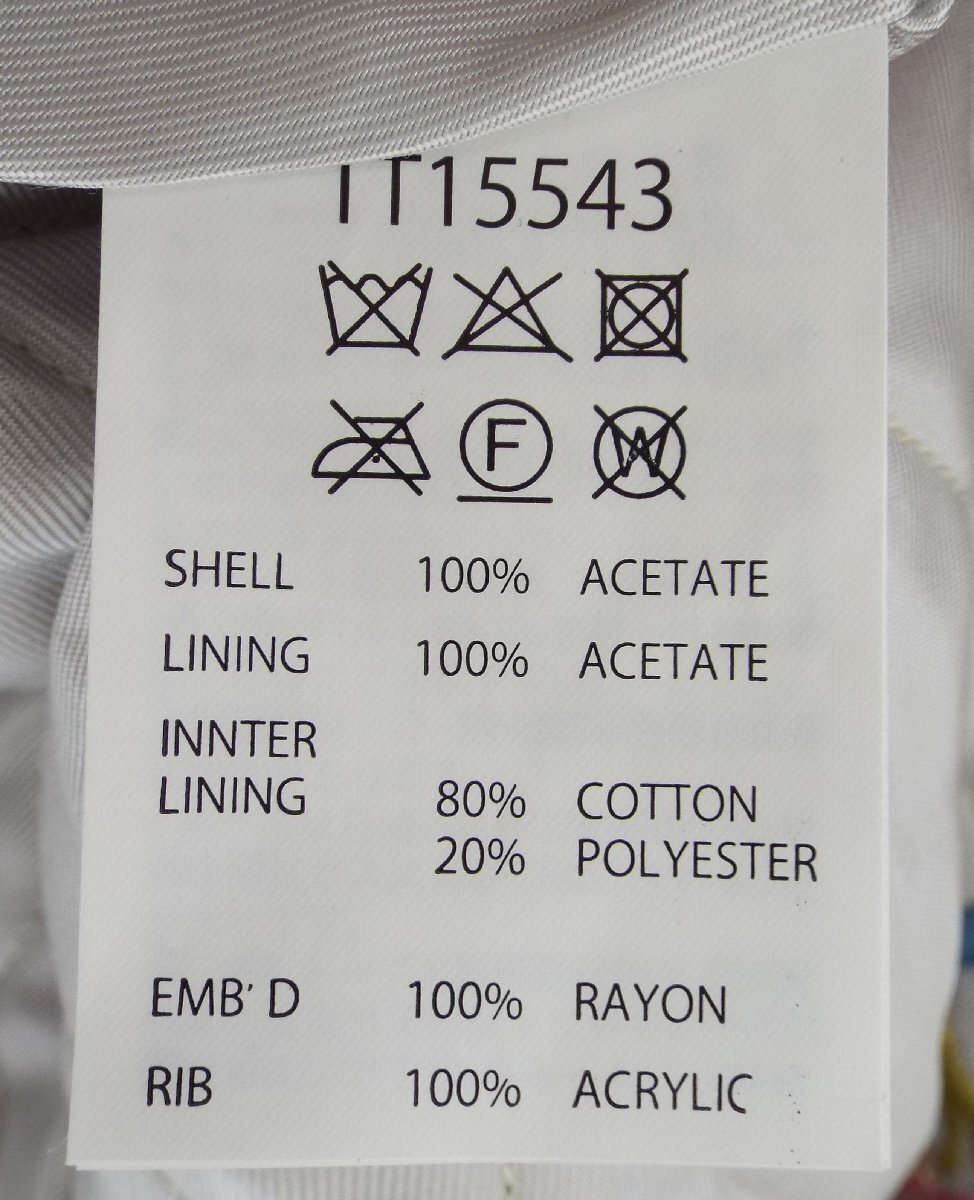 TT15543
F
W
SHELL 100% ACETATE
LINING 100% ACETATE
INNTER
LINING 80% COTTON
20% POLYESTER
EMB' D 100% RAYON
RIB 100% ACRYLIC